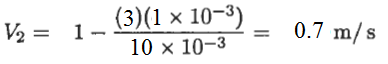 V₂ = 1 − (3)(1 × 10⁻³) / 10 × 10⁻³ = 0.7 m/s